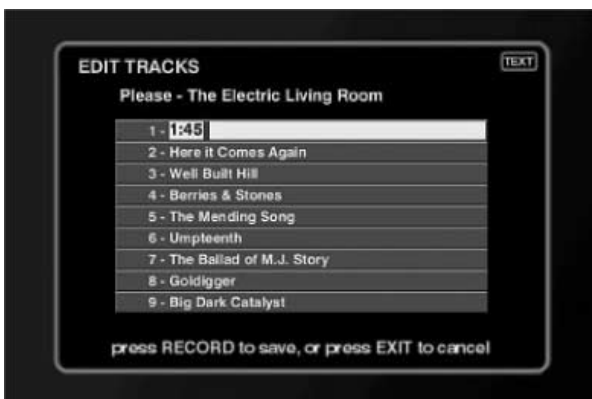 EDIT TRACKS
TEXT
Please - The Electric Living Room
1 - 1:45
2 - Here it Comes Again
3 - Well Built Hill
4 - Berries & Stones
5 - The Mending Song
6 - Umpteenth
7 - The Ballad of M.J. Story
8 - Goldigger
9 - Big Dark Catalyst
press RECORD to save, or press EXIT to cancel